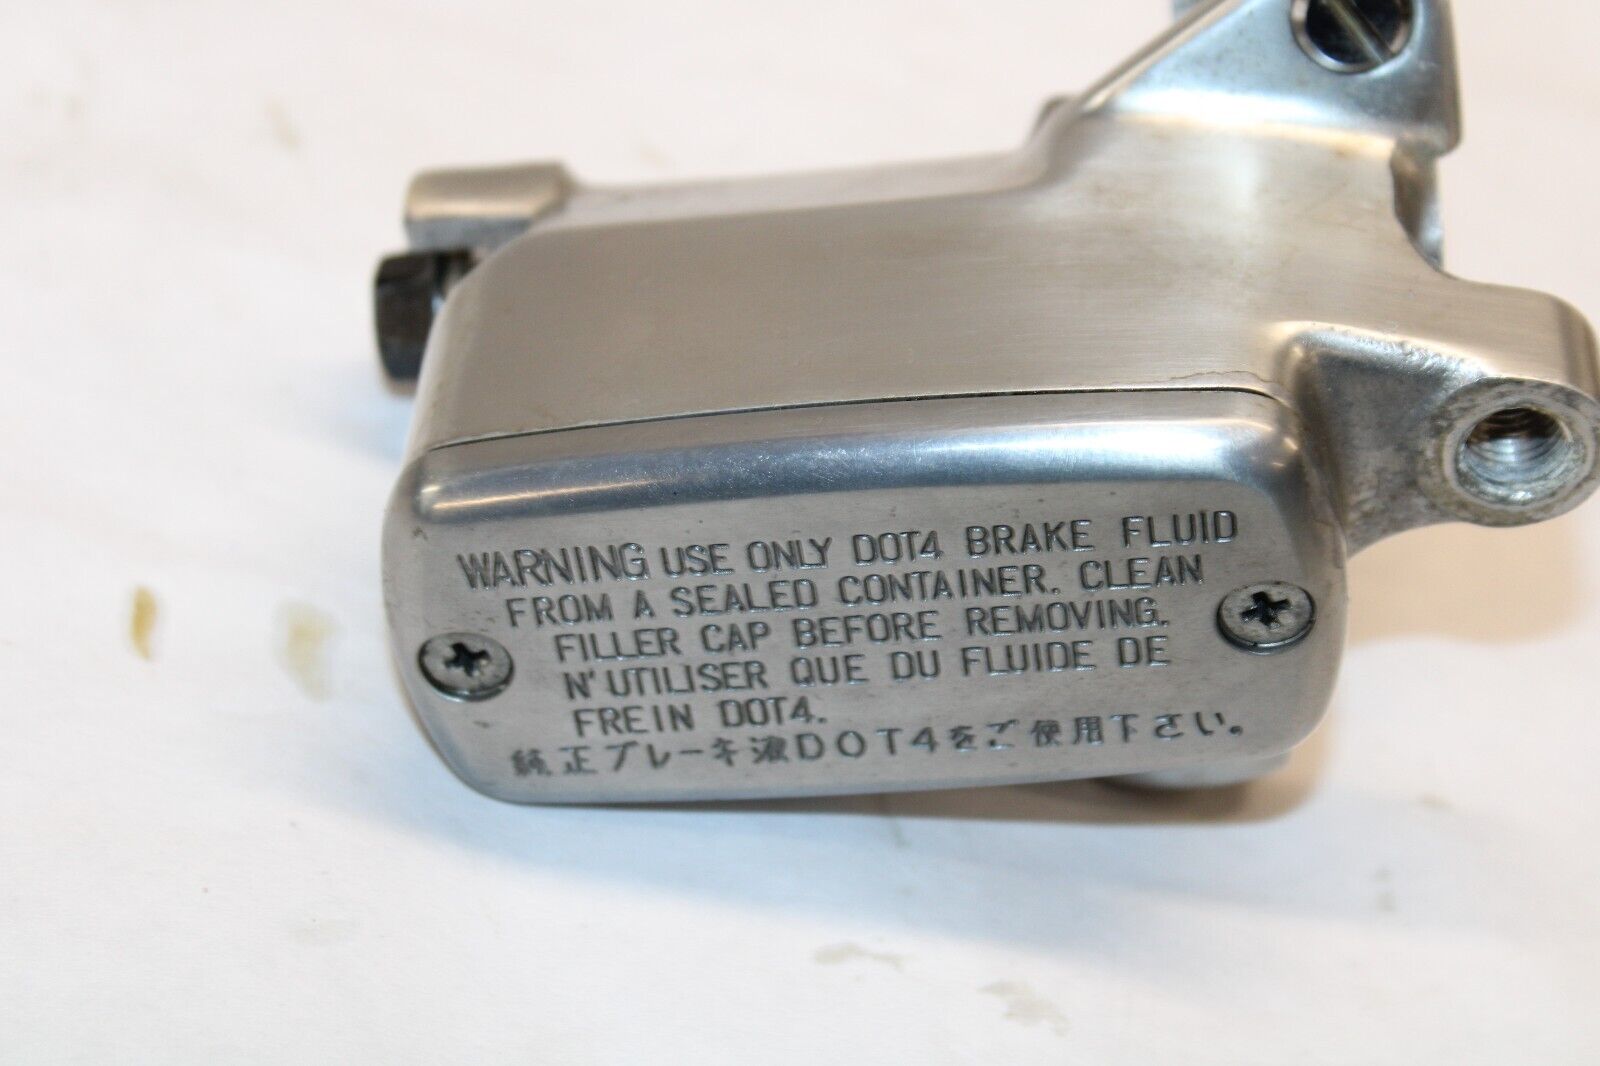 WARNING USE ONLY DOT4 BRAKE FLUID
FROM A SEALED CONTAINER. CLEAN
FILLER CAP BEFORE REMOVING.
N'UTILISER QUE DU FLUIDE DE
FREIN DOT4.
純正ブレーキ液DOT4をご使用下さい。